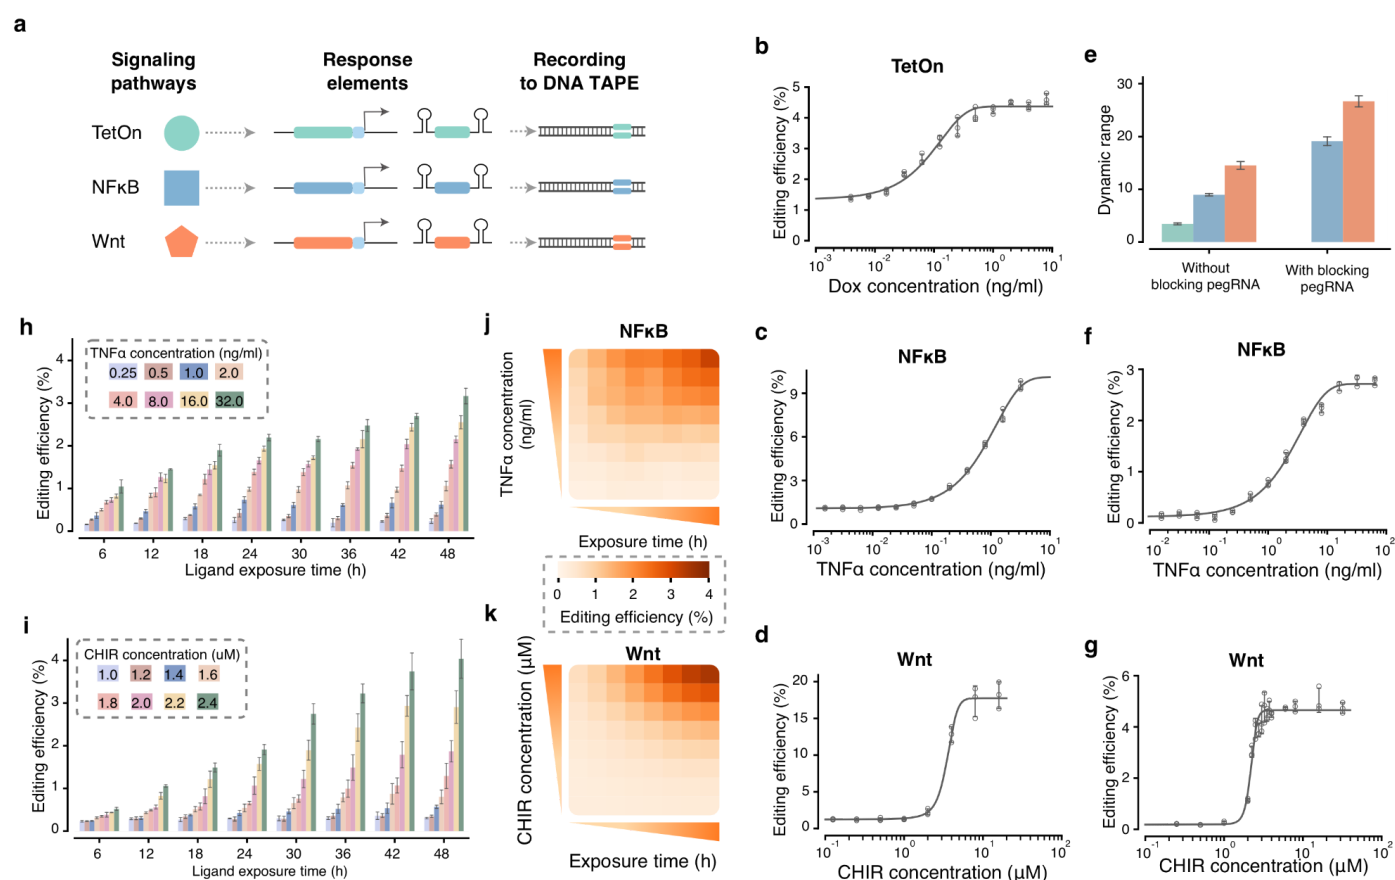 a
Signaling
pathways
Response
elements
Recording
to DNA TAPE
TetOn
NFκB
Wnt
b
TetOn
Editing efficiency (%)
5
4
3
2
1
0
10⁻³ 10⁻² 10⁻¹ 10⁰ 10¹
Dox concentration (ng/ml)
e
Dynamic range
30
20
10
0
Without
blocking pegRNA
With blocking
pegRNA
h
TNFα concentration (ng/ml)
0.25 0.5 1.0 2.0
4.0 8.0 16.0 32.0
Editing efficiency (%)
4
3
2
1
0
6 12 18 24 30 36 42 48
Ligand exposure time (h)
j
NFκB
TNFα concentration
(ng/ml)
Exposure time (h)
0 1 2 3 4
Editing efficiency (%)
c
NFκB
Editing efficiency (%)
9
6
3
0
10⁻³ 10⁻² 10⁻¹ 10⁰ 10¹
TNFα concentration (ng/ml)
f
NFκB
Editing efficiency (%)
3
2
1
0
10⁻² 10⁻¹ 10⁰ 10¹ 10²
TNFα concentration (ng/ml)
i
CHIR concentration (uM)
1.0 1.2 1.4 1.6
1.8 2.0 2.2 2.4
Editing efficiency (%)
4
3
2
1
0
6 12 18 24 30 36 42 48
Ligand exposure time (h)
k
Wnt
CHIR concentration (µM)
Exposure time (h)
d
Wnt
Editing efficiency (%)
20
15
10
5
0
10⁻¹ 10⁰ 10¹ 10²
CHIR concentration (µM)
g
Wnt
Editing efficiency (%)
6
4
2
0
10⁻¹ 10⁰ 10¹ 10²
CHIR concentration (µM)